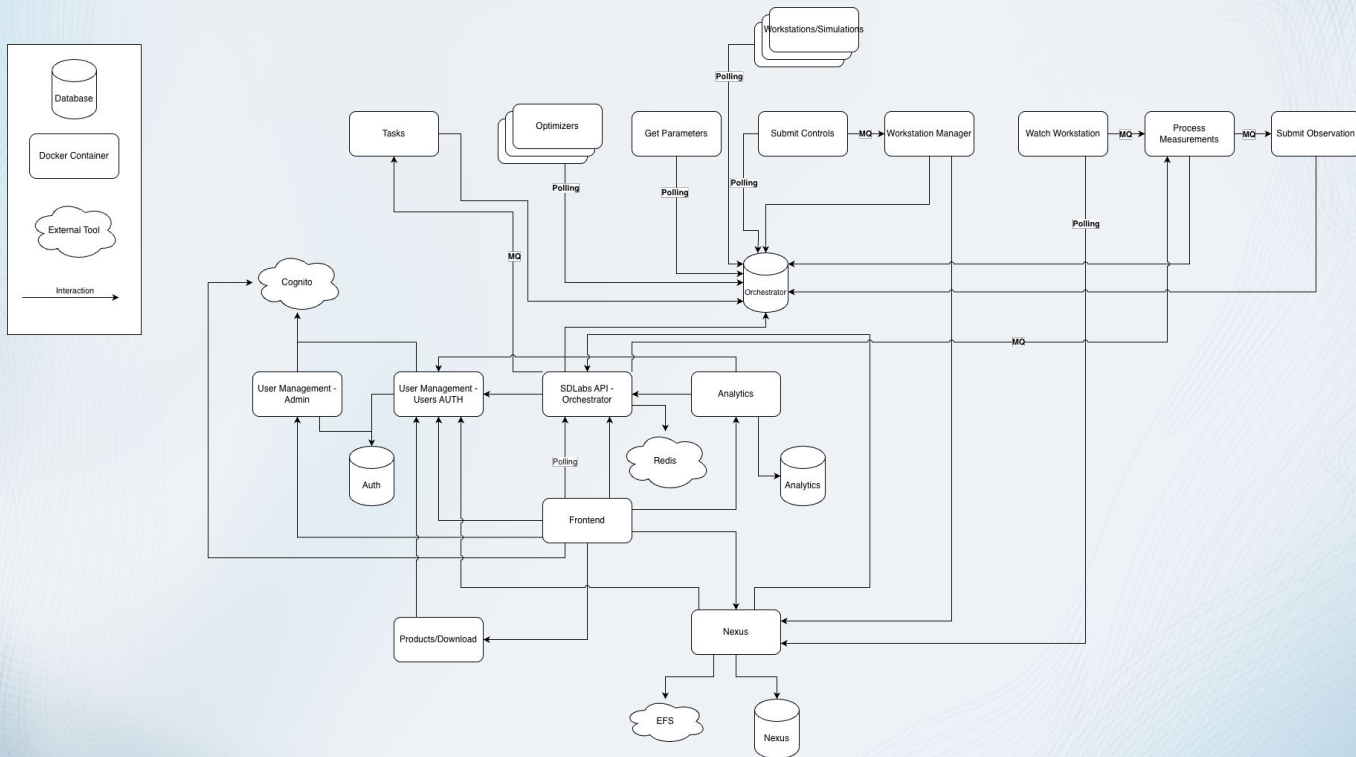 Workstations/Simulations
Polling
Database
Docker Container
External Tool
Interaction
Tasks
Optimizers
Get Parameters
Submit Controls
MQ
Workstation Manager
Watch Workstation
MQ
Process
Measurements
MQ
Submit Observation
Polling
Polling
Polling
Polling
MQ
Cognito
Orchestrator
MQ
User Management -
Admin
User Management -
Users AUTH
SDLabs API -
Orchestrator
Analytics
Polling
Redis
Auth
Analytics
Frontend
Products/Download
Nexus
EFS
Nexus